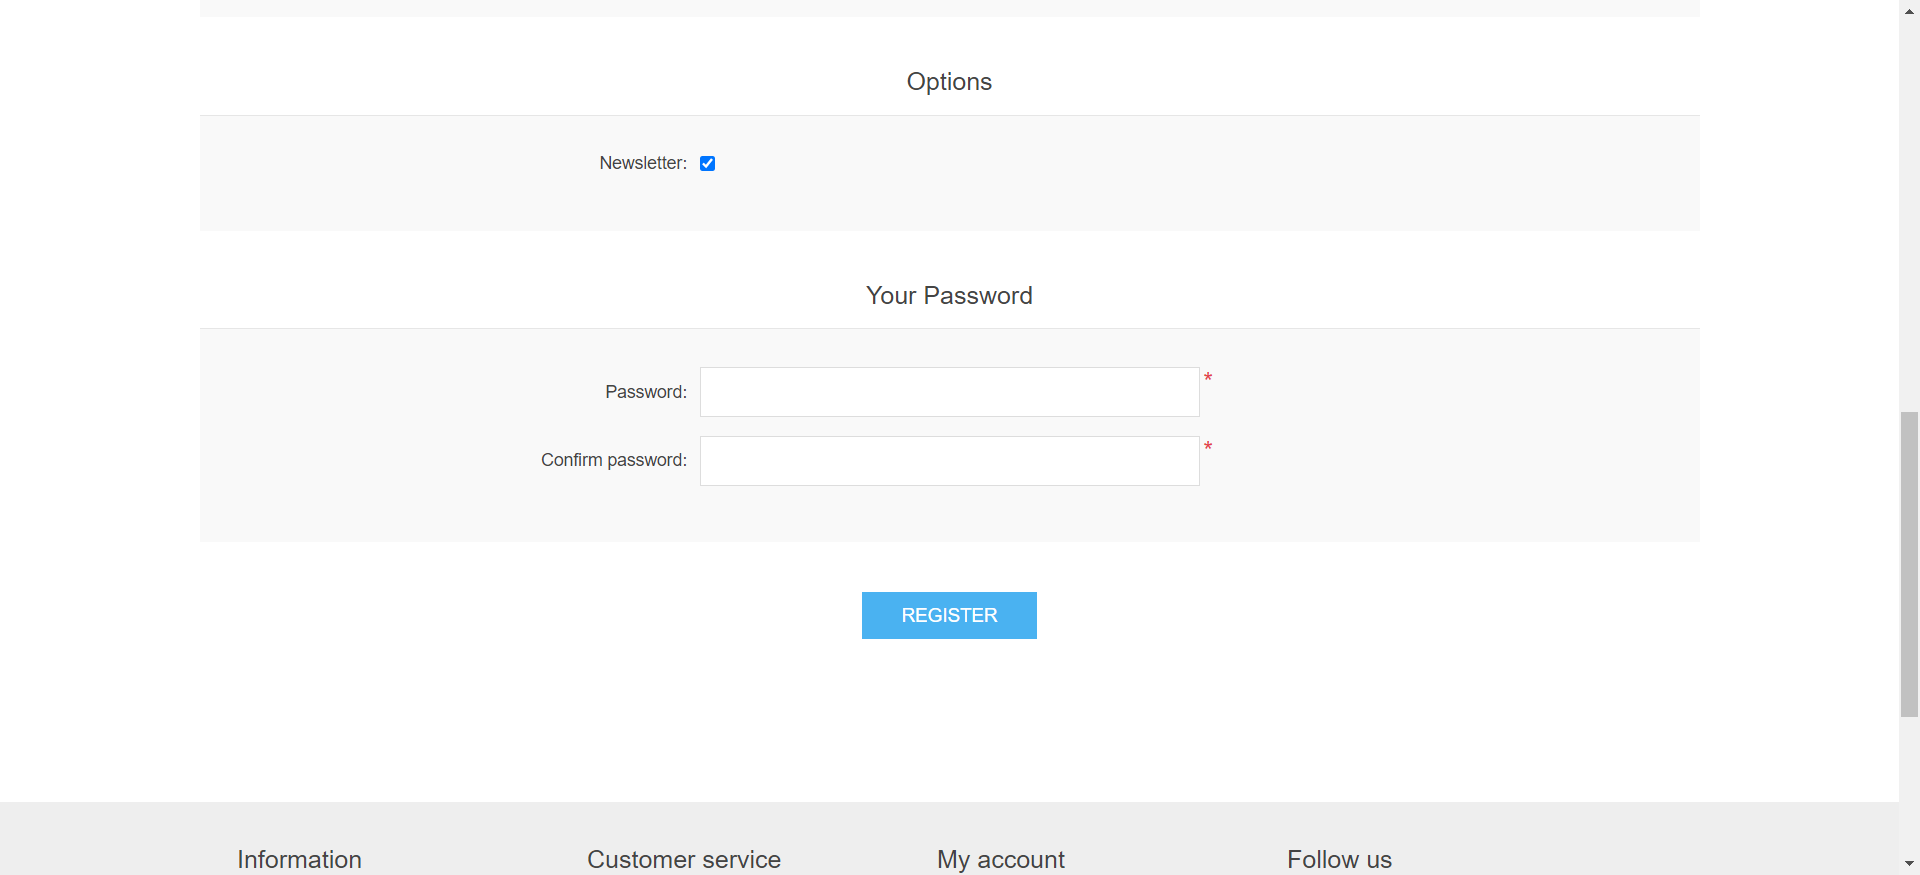 Options
Newsletter:
Your Password
Password: *
Confirm password: *
REGISTER
Information Customer service My account Follow us